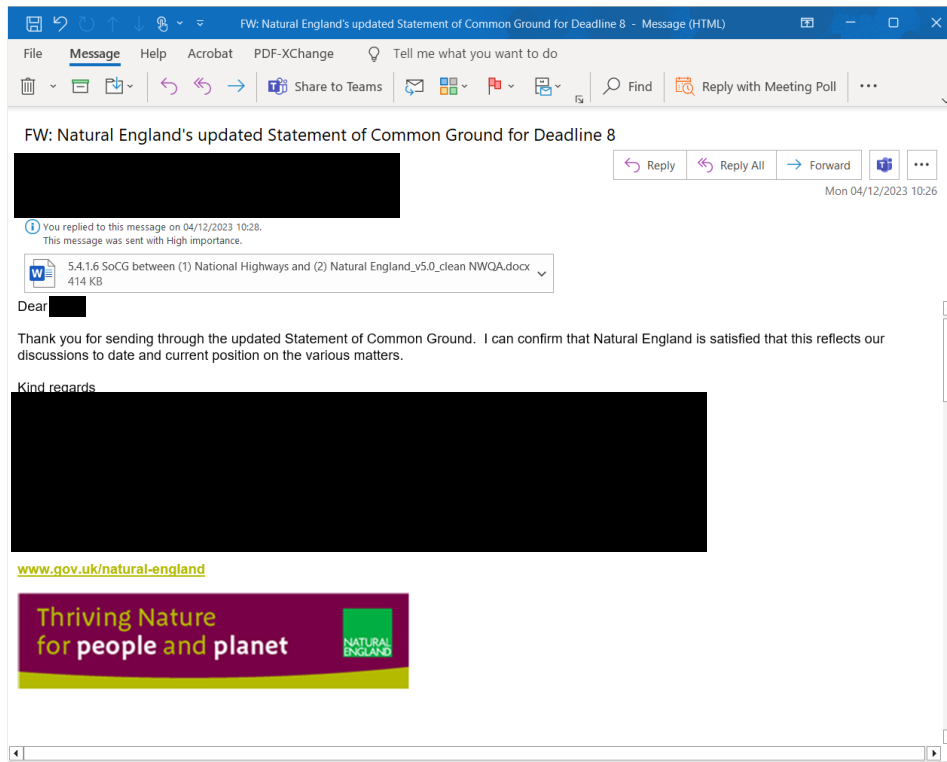 FW: Natural England's updated Statement of Common Ground for Deadline 8 - Message (HTML)
File Message Help Acrobat PDF-XChange Tell me what you want to do
Share to Teams Find Reply with Meeting Poll
FW: Natural England's updated Statement of Common Ground for Deadline 8
Reply Reply All Forward
Mon 04/12/2023 10:26
You replied to this message on 04/12/2023 10:28.
This message was sent with High importance.
5.4.1.6 SoCG between (1) National Highways and (2) Natural England_v5.0_clean NWQA.docx
414 KB
Dear
Thank you for sending through the updated Statement of Common Ground. I can confirm that Natural England is satisfied that this reflects our
discussions to date and current position on the various matters.
Kind regards
www.gov.uk/natural-england
Thriving Nature
for people and planet
NATURAL
ENGLAND